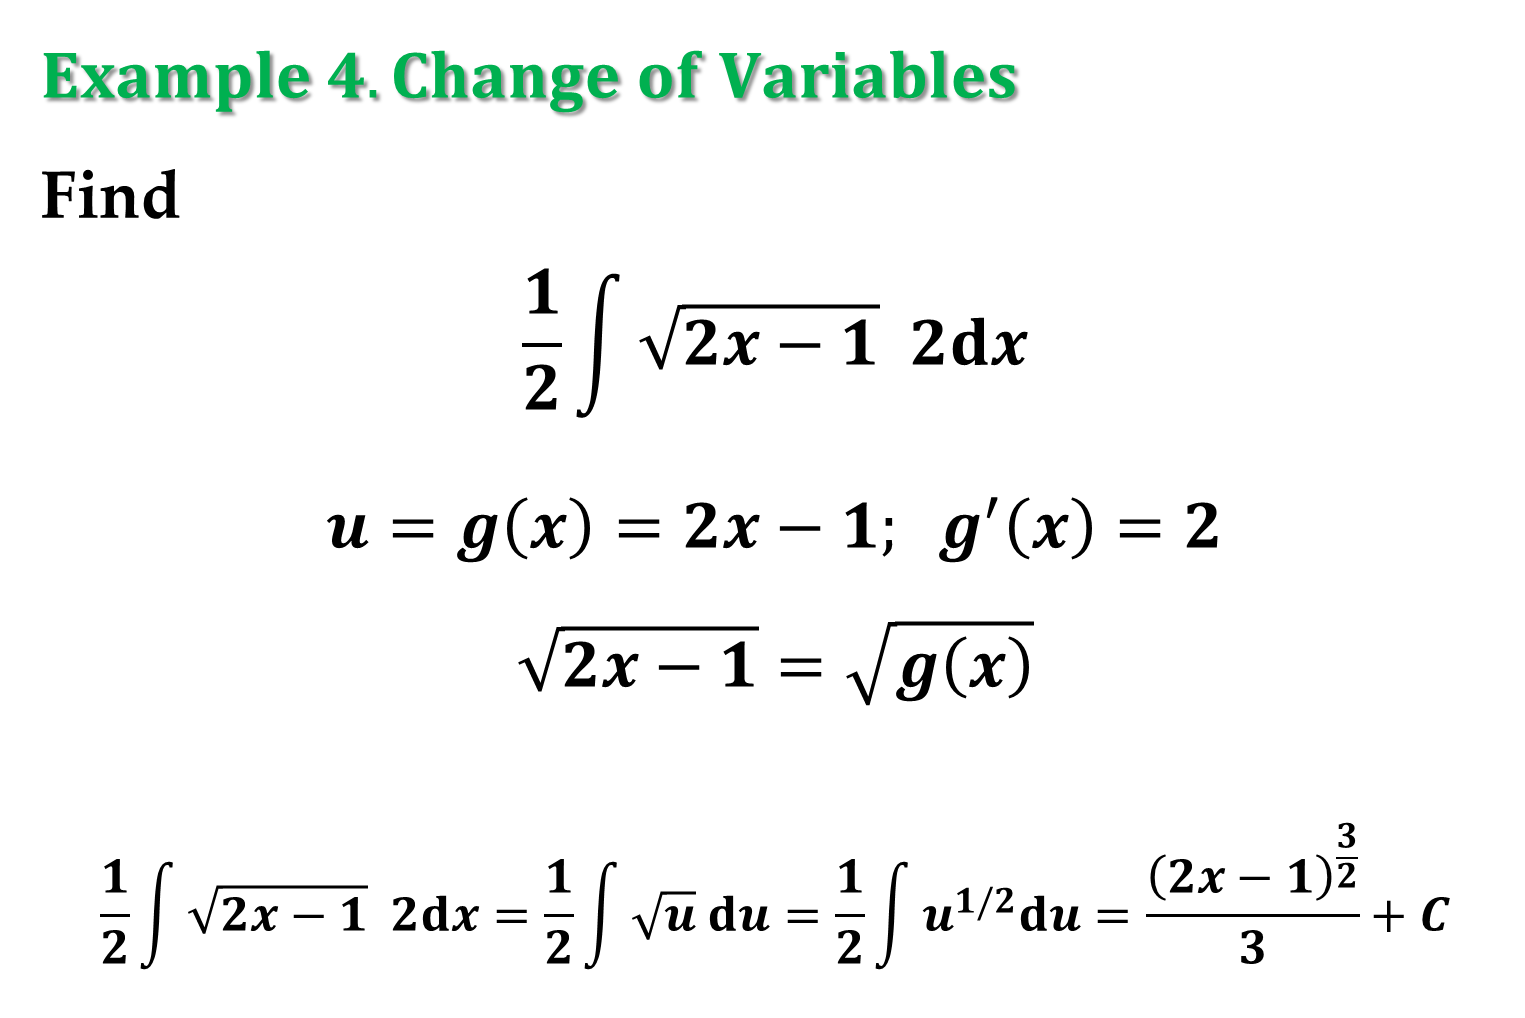 Example 4. Change of Variables
Find
1/2 ∫ √(2x − 1) 2dx
u = g(x) = 2x − 1; g′(x) = 2
√(2x − 1) = √(g(x))
1/2 ∫ √(2x − 1) 2dx = 1/2 ∫ √u du = 1/2 ∫ u^(1/2) du = (2x − 1)^(3/2) / 3 + C